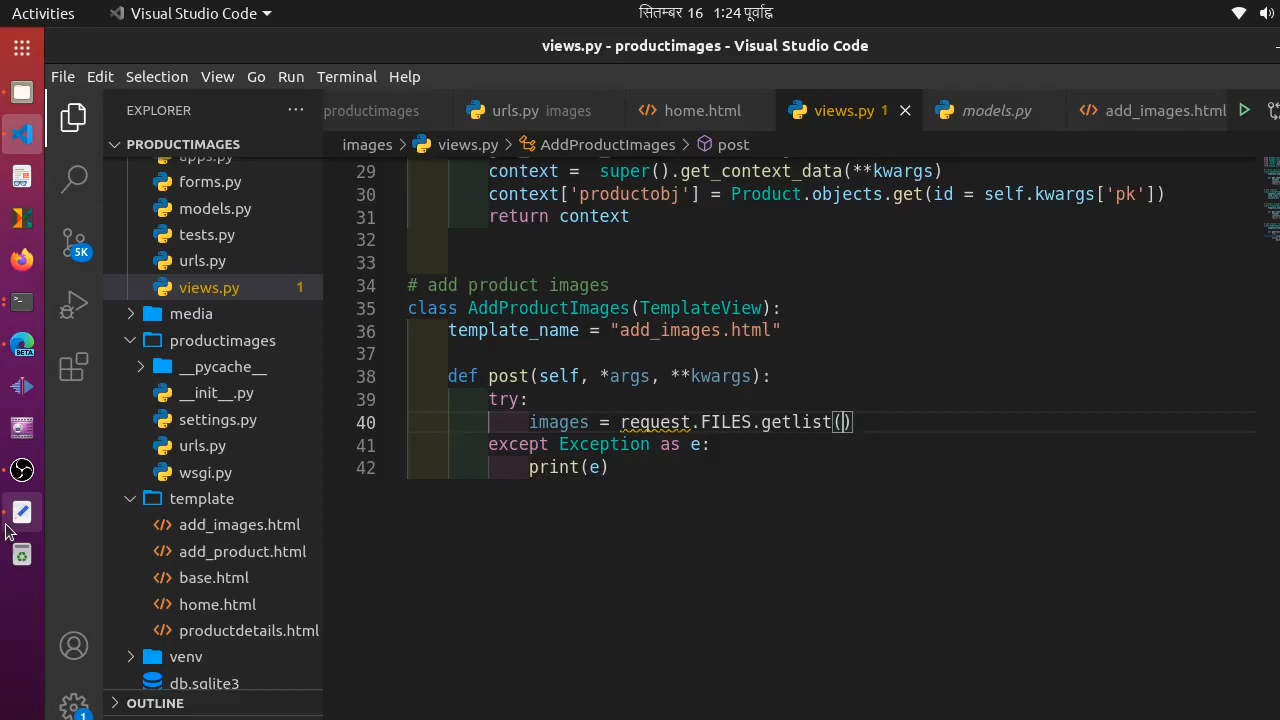 Activities Visual Studio Code सितम्बर 16 1:24 पूर्वाह्न
views.py - productimages - Visual Studio Code
File Edit Selection View Go Run Terminal Help
EXPLORER ... productimages urls.py images home.html views.py 1 models.py add_images.html
PRODUCTIMAGES
images > views.py > AddProductImages > post
apps.py
forms.py
models.py
tests.py
urls.py
views.py 1
media
productimages
__pycache__
__init__.py
settings.py
urls.py
wsgi.py
template
add_images.html
add_product.html
base.html
home.html
productdetails.html
venv
db.sqlite3
OUTLINE
5K
BETA
1
29 context = super().get_context_data(**kwargs)
30 context['productobj'] = Product.objects.get(id = self.kwargs['pk'])
31 return context
32
33
34 # add product images
35 class AddProductImages(TemplateView):
36 template_name = "add_images.html"
37
38 def post(self, *args, **kwargs):
39 try:
40 images = request.FILES.getlist()
41 except Exception as e:
42 print(e)